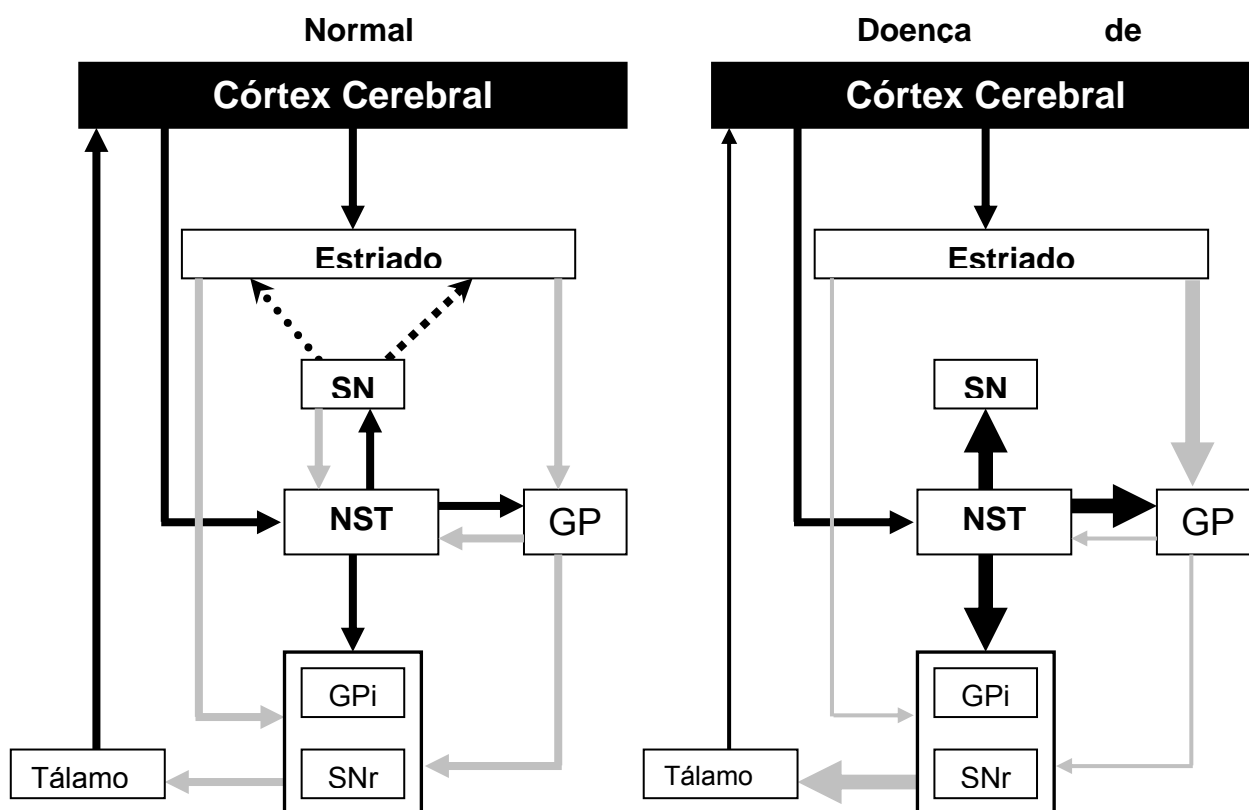 Normal
Córtex Cerebral
Estriado
SN
NST
GP
GPi
SNr
Tálamo
Doença de
Córtex Cerebral
Estriado
SN
NST
GP
GPi
SNr
Tálamo